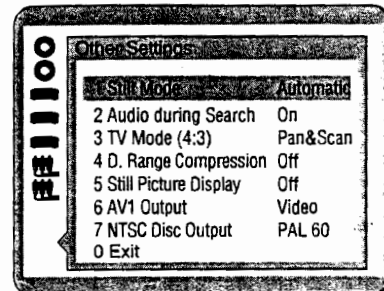 Other Settings
1 Still Mode Automatic
2 Audio during Search On
3 TV Mode (4:3) Pan&Scan
4 D. Range Compression Off
5 Still Picture Display Off
6 AV1 Output Video
7 NTSC Disc Output PAL 60
0 Exit